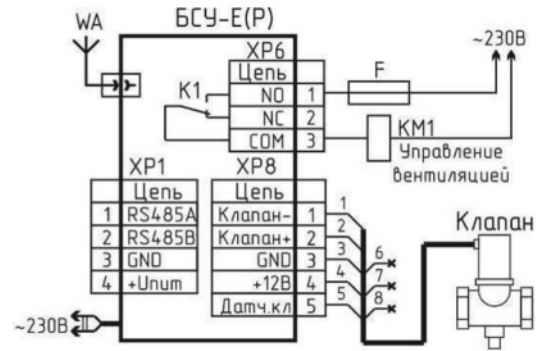 WA
БСУ-Е(Р)
~230В
XP6
Цепь
F
K1
NO 1
NC 2
COM 3
KM1
Управление
вентиляцией
XP1
XP8
Цепь
Цепь
Клапан
1 RS485A
Клапан- 1
1
2 RS485B
Клапан+ 2
2
3 GND
GND 3
3
6
4 +Uпит
+12В 4
4
7
Датч.кл 5
5
8
~230В